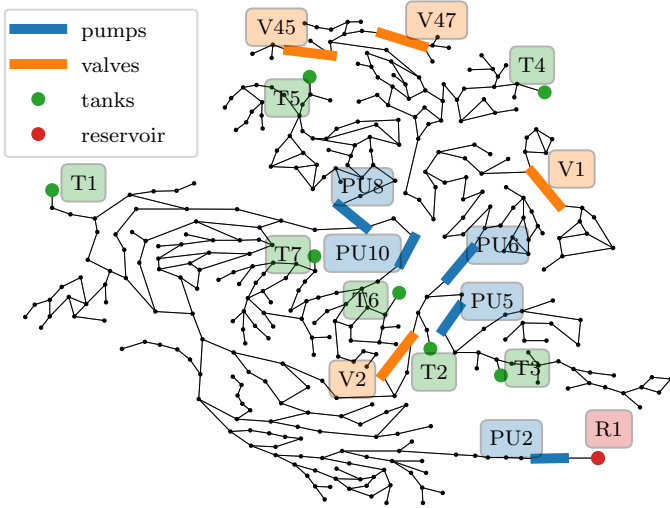 V45
V47
pumps
valves
tanks
reservoir
T4
T5
V1
T1
PU8
PU6
PU10
T7
T6
PU5
V2
T2
T3
PU2
R1